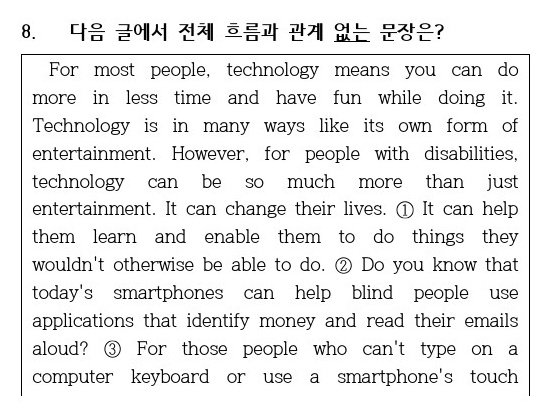 8. 다음 글에서 전체 흐름과 관계 없는 문장은?
For most people, technology means you can do
more in less time and have fun while doing it.
Technology is in many ways like its own form of
entertainment. However, for people with disabilities,
technology can be so much more than just
entertainment. It can change their lives. ① It can help
them learn and enable them to do things they
wouldn't otherwise be able to do. ② Do you know that
today's smartphones can help blind people use
applications that identify money and read their emails
aloud? ③ For those people who can't type on a
computer keyboard or use a smartphone's touch